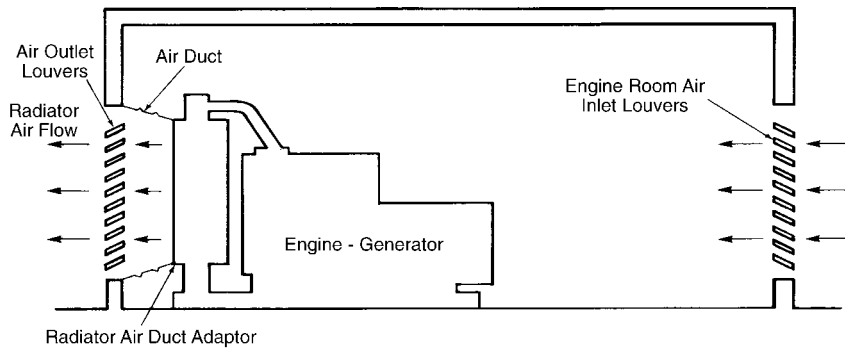 Air Outlet
Louvers
Air Duct
Radiator
Air Flow
Engine Room Air
Inlet Louvers
Engine - Generator
Radiator Air Duct Adaptor